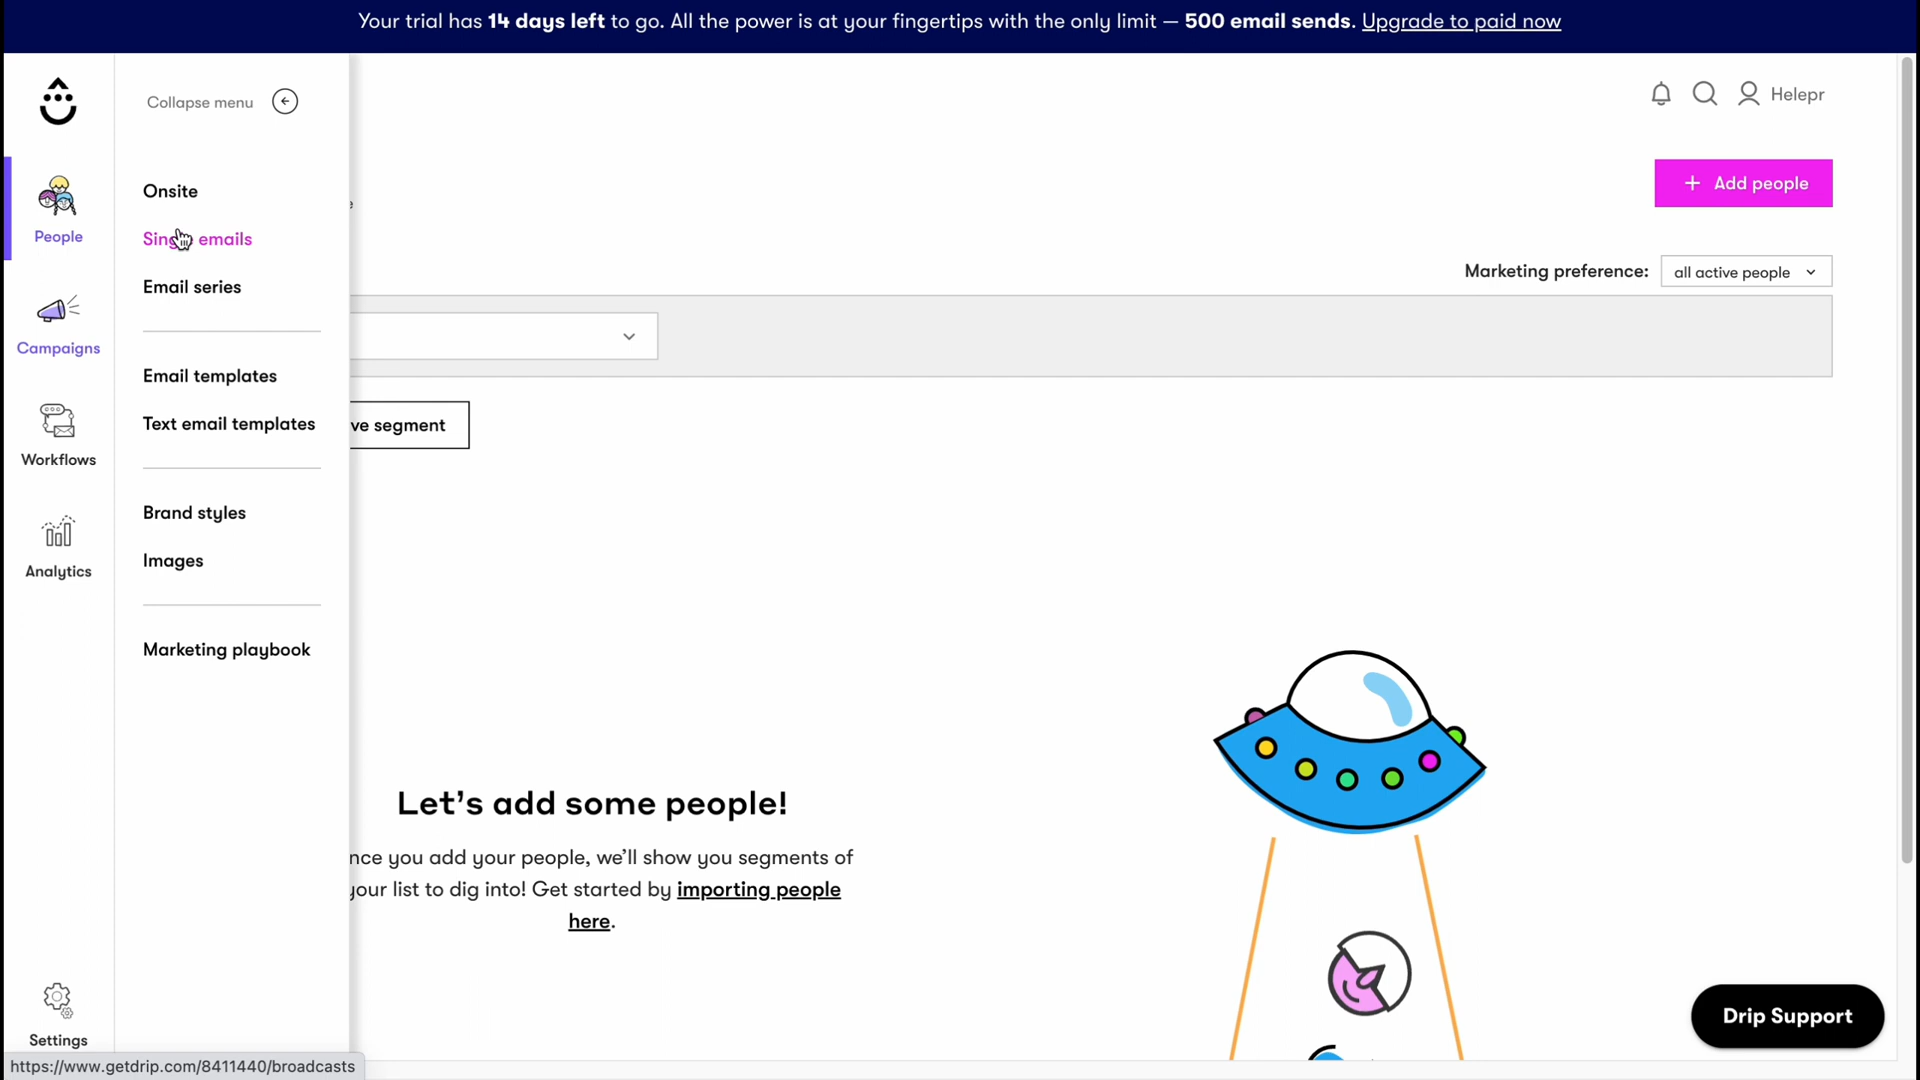 Your trial has 14 days left to go. All the power is at your fingertips with the only limit — 500 email sends. Upgrade to paid now
Collapse menu
Helepr
Onsite
+ Add people
People
emails
Marketing preference: all active people
Email series
Campaigns
Email templates
Text email templates
ve segment
Workflows
Brand styles
Images
Analytics
Marketing playbook
Let's add some people!
nce you add your people, we'll show you segments of
your list to dig into! Get started by importing people
here.
Settings
Drip Support
https://www.getdrip.com/8411440/broadcasts